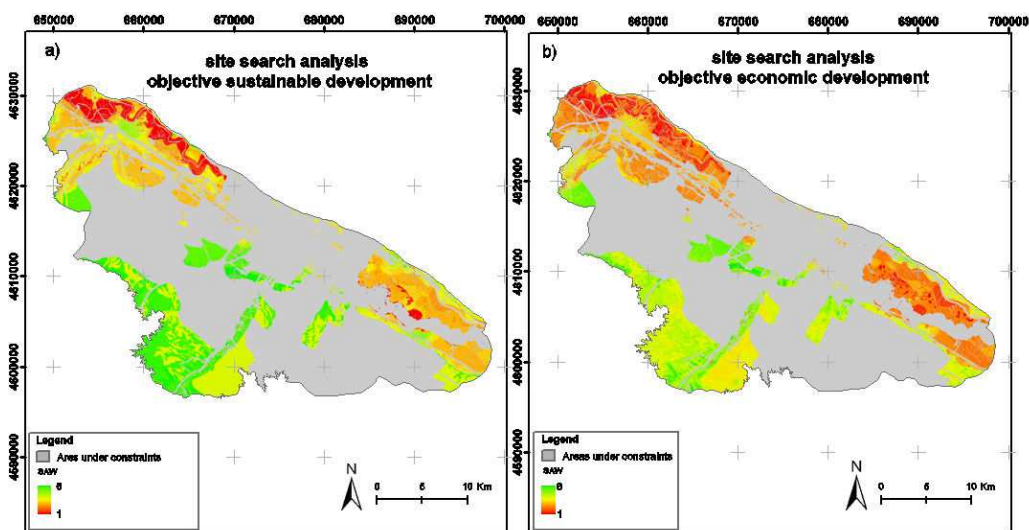 650000 660000 670000 680000 690000 700000
a)
site search analysis
objective sustainable development
4630000
4620000
4610000
4600000
4590000
Legend
Ares under constraints
SAW
6
1
N
0 5 10 Km
650000 660000 670000 680000 690000 700000
b)
site search analysis
objective economic development
4630000
4620000
4610000
4600000
4590000
Legend
Areas under constraints
SAW
6
1
N
0 5 10 Km